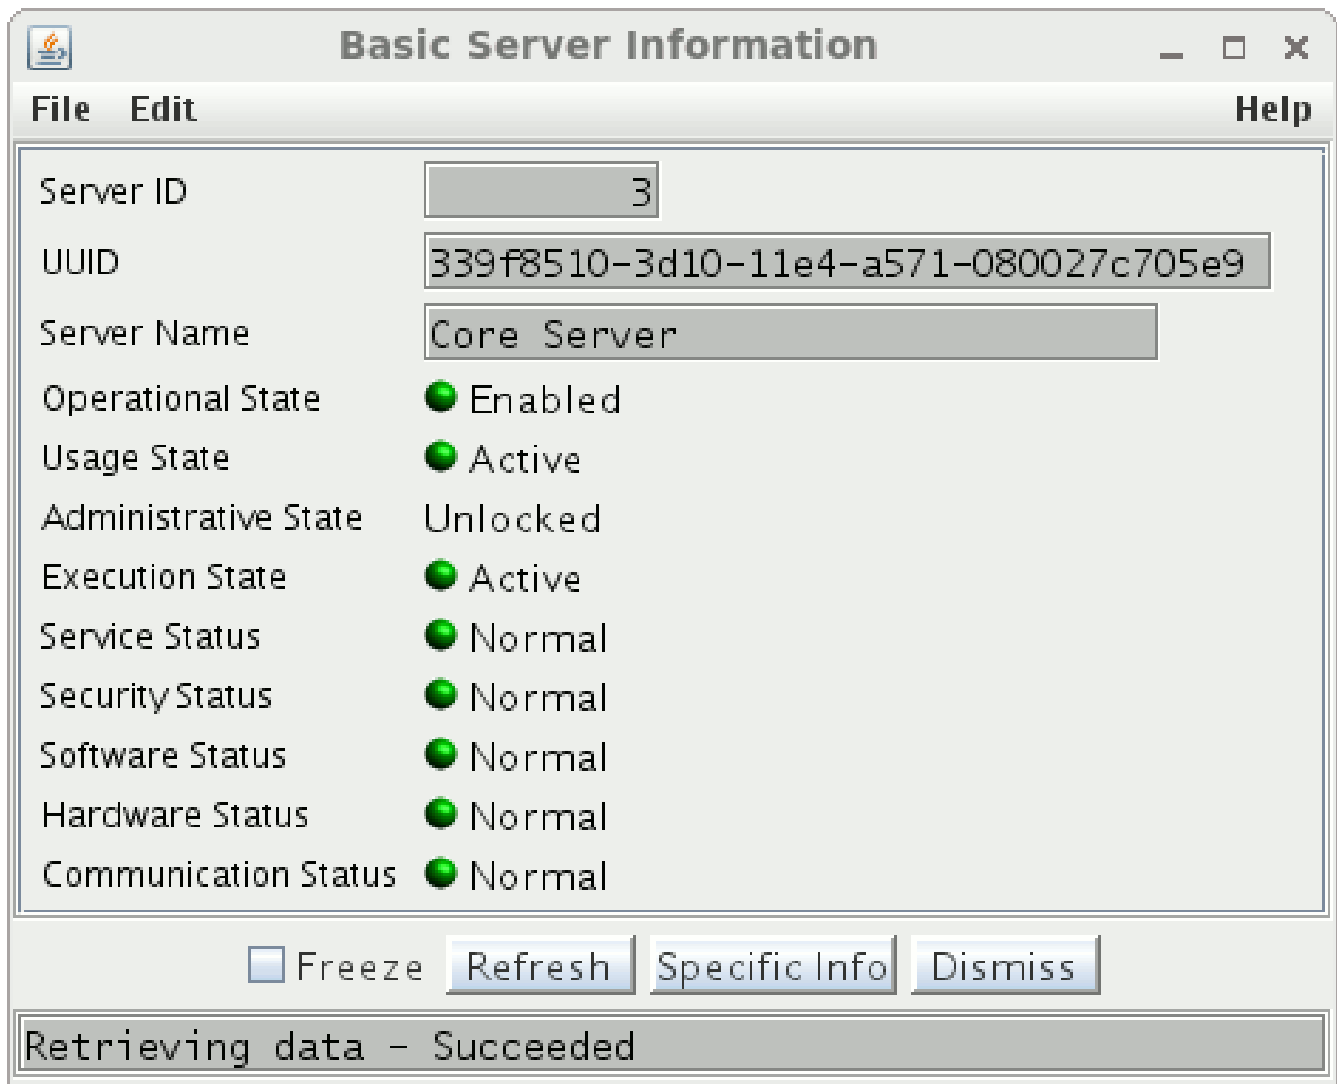 Basic Server Information
File Edit Help
Server ID 3
UUID 339f8510-3d10-11e4-a571-080027c705e9
Server Name Core Server
Operational State Enabled
Usage State Active
Administrative State Unlocked
Execution State Active
Service Status Normal
Security Status Normal
Software Status Normal
Hardware Status Normal
Communication Status Normal
Freeze Refresh Specific Info Dismiss
Retrieving data - Succeeded